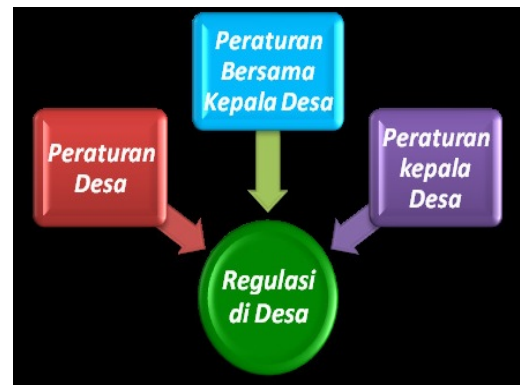 Peraturan
Bersama
Kepala Desa
Peraturan
Desa
Peraturan
kepala
Desa
Regulasi
di Desa